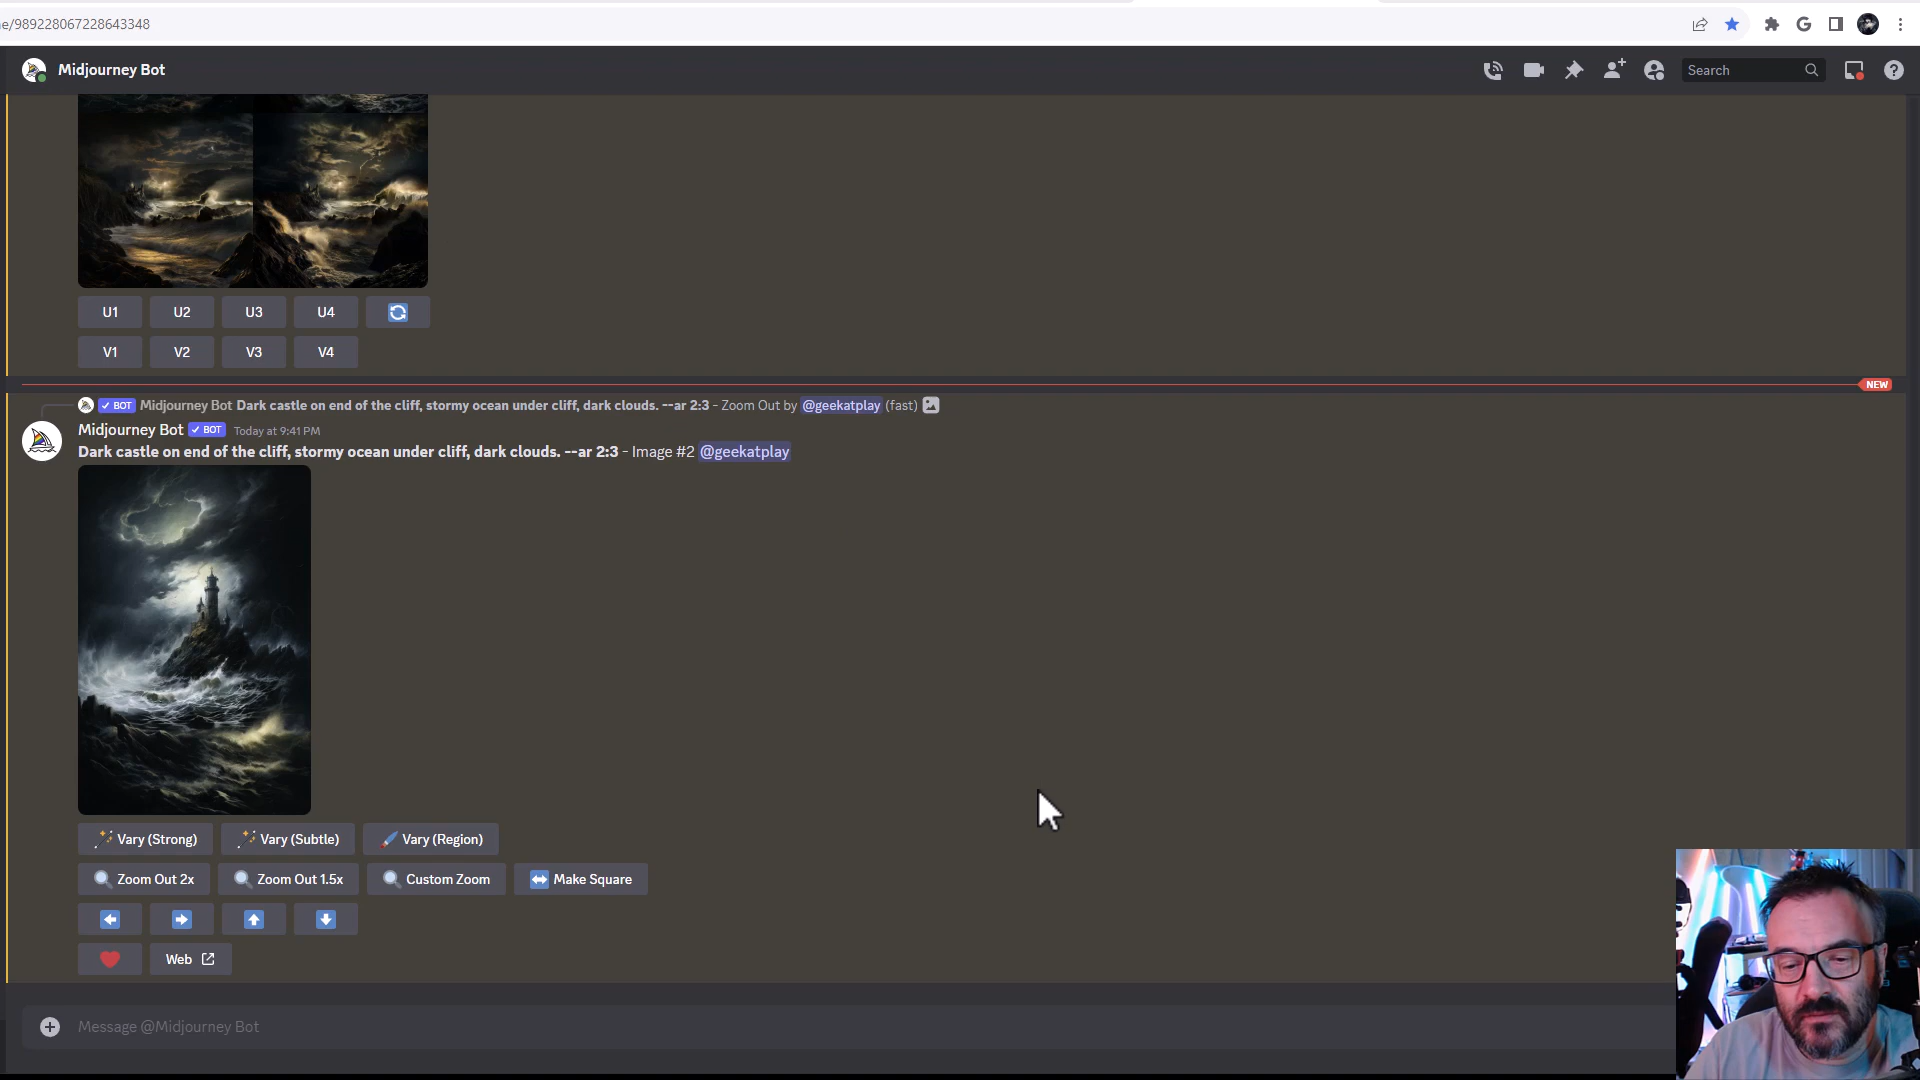 e/989228067228643348
Midjourney Bot
Search
U1 U2 U3 U4
V1 V2 V3 V4
NEW
BOT Midjourney Bot Dark castle on end of the cliff, stormy ocean under cliff, dark clouds. --ar 2:3 - Zoom Out by @geekatplay (fast)
Midjourney Bot BOT Today at 9:41 PM
Dark castle on end of the cliff, stormy ocean under cliff, dark clouds. --ar 2:3 - Image #2 @geekatplay
Vary (Strong) Vary (Subtle) Vary (Region)
Zoom Out 2x Zoom Out 1.5x Custom Zoom Make Square
Web
Message @Midjourney Bot